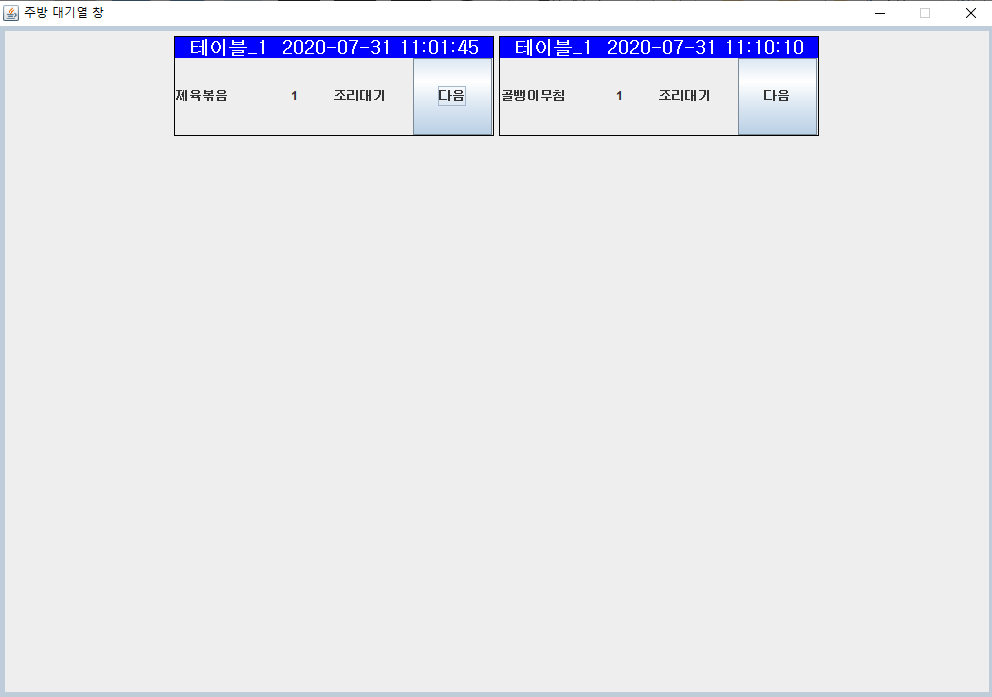 주방 대기열 창
테이블_1 2020-07-31 11:01:45
제육볶음 1 조리대기 다음
테이블_1 2020-07-31 11:10:10
골뱅이무침 1 조리대기 다음